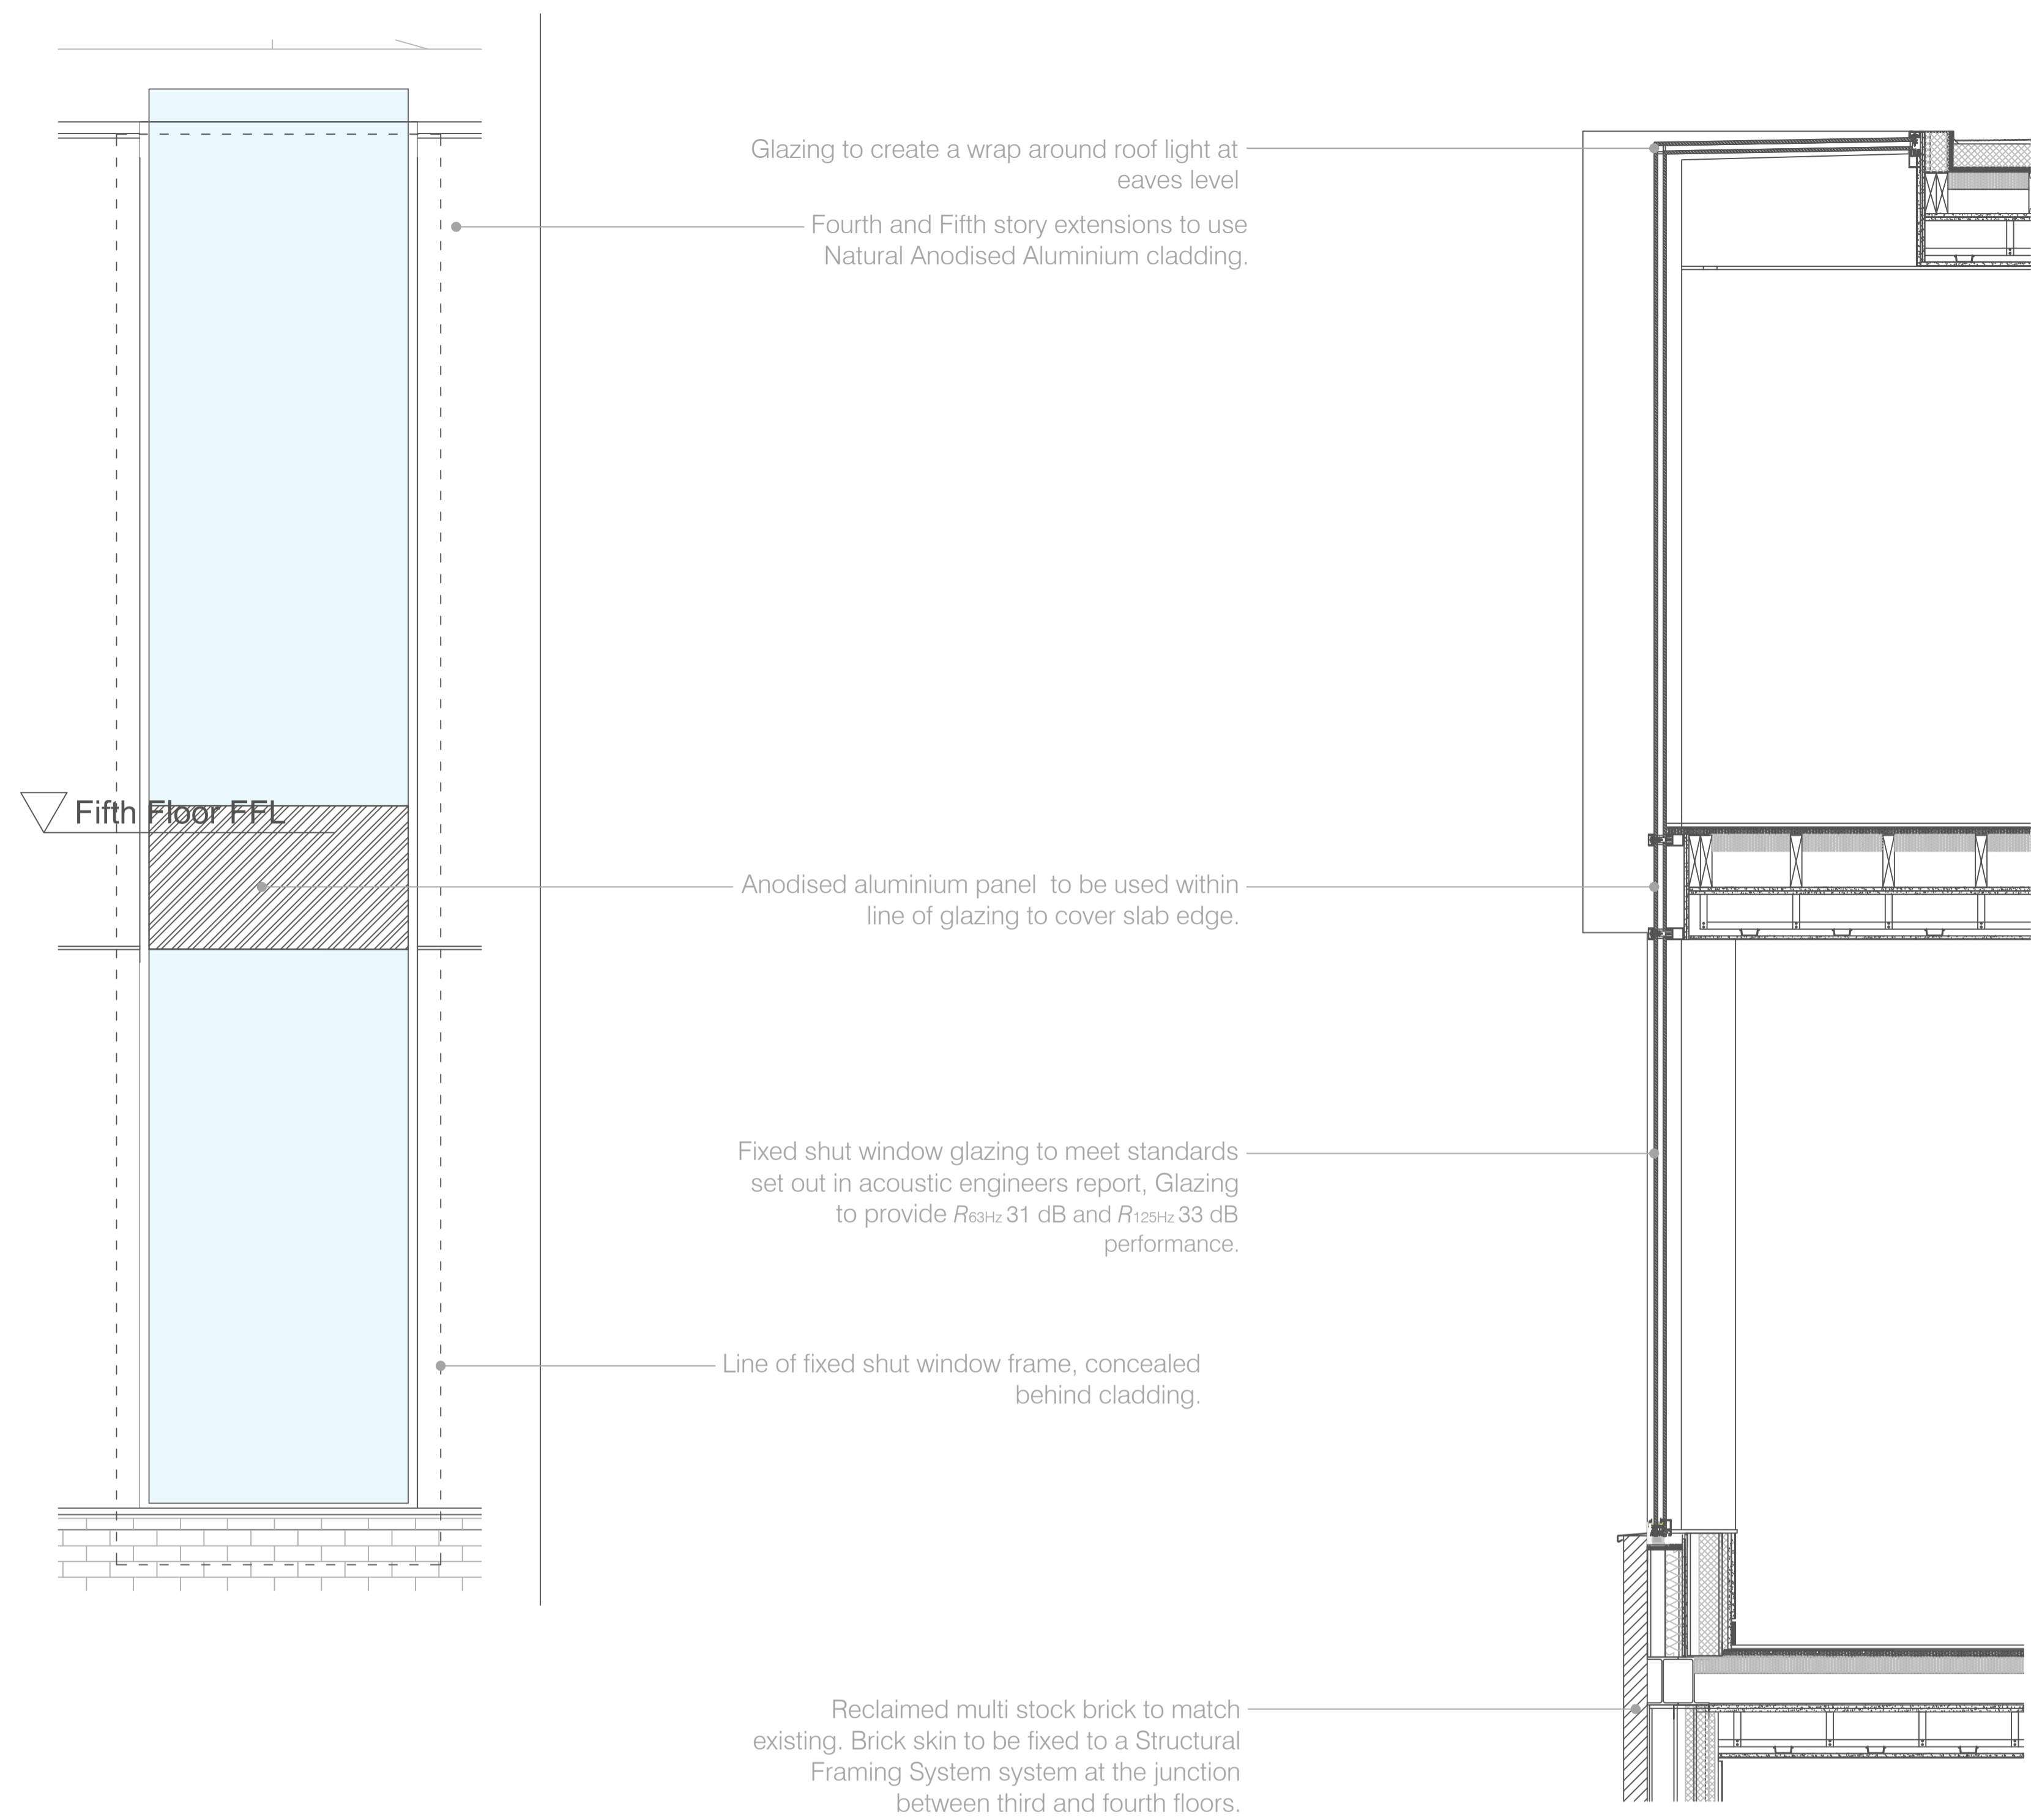 Glazing to create a wrap around roof light at
eaves level
Fourth and Fifth story extensions to use
Natural Anodised Aluminium cladding.
Fifth Floor FFL
Anodised aluminium panel  to be used within
line of glazing to cover slab edge.
Fixed shut window glazing to meet standards
set out in acoustic engineers report, Glazing
to provide R63Hz 31 dB and R125Hz 33 dB
performance.
Line of fixed shut window frame, concealed
behind cladding.
Reclaimed multi stock brick to match
existing. Brick skin to be fixed to a Structural
Framing System system at the junction
between third and fourth floors.